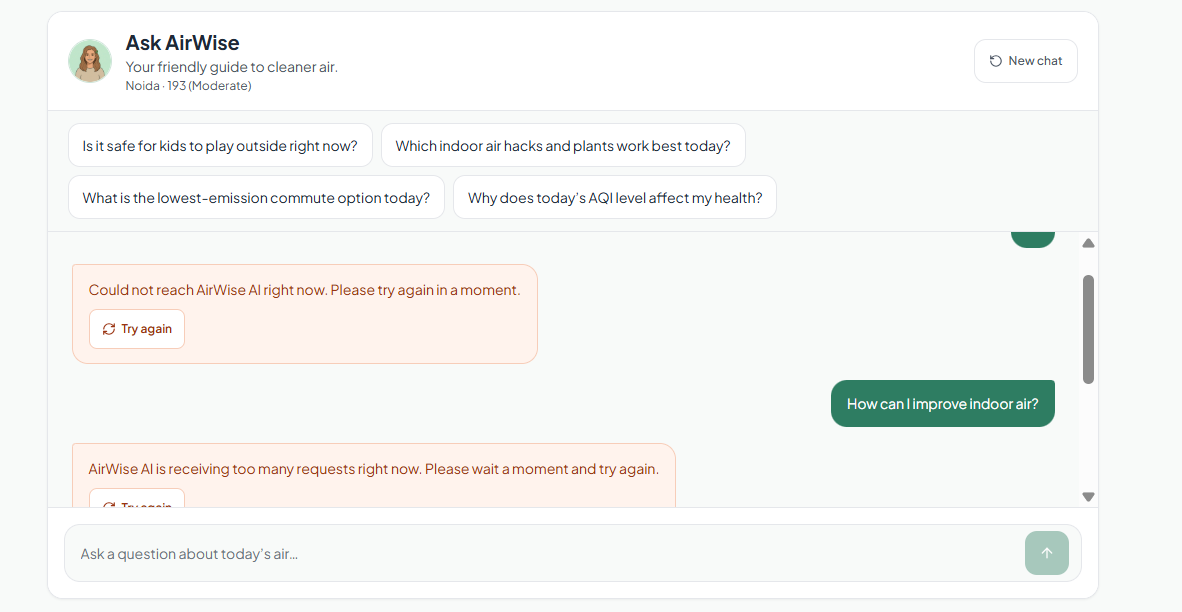 Ask AirWise
Your friendly guide to cleaner air.
Noida · 193 (Moderate)
New chat
Is it safe for kids to play outside right now?
Which indoor air hacks and plants work best today?
What is the lowest-emission commute option today?
Why does today's AQI level affect my health?
Could not reach AirWise AI right now. Please try again in a moment.
Try again
How can I improve indoor air?
AirWise AI is receiving too many requests right now. Please wait a moment and try again.
Try again
Ask a question about today's air...